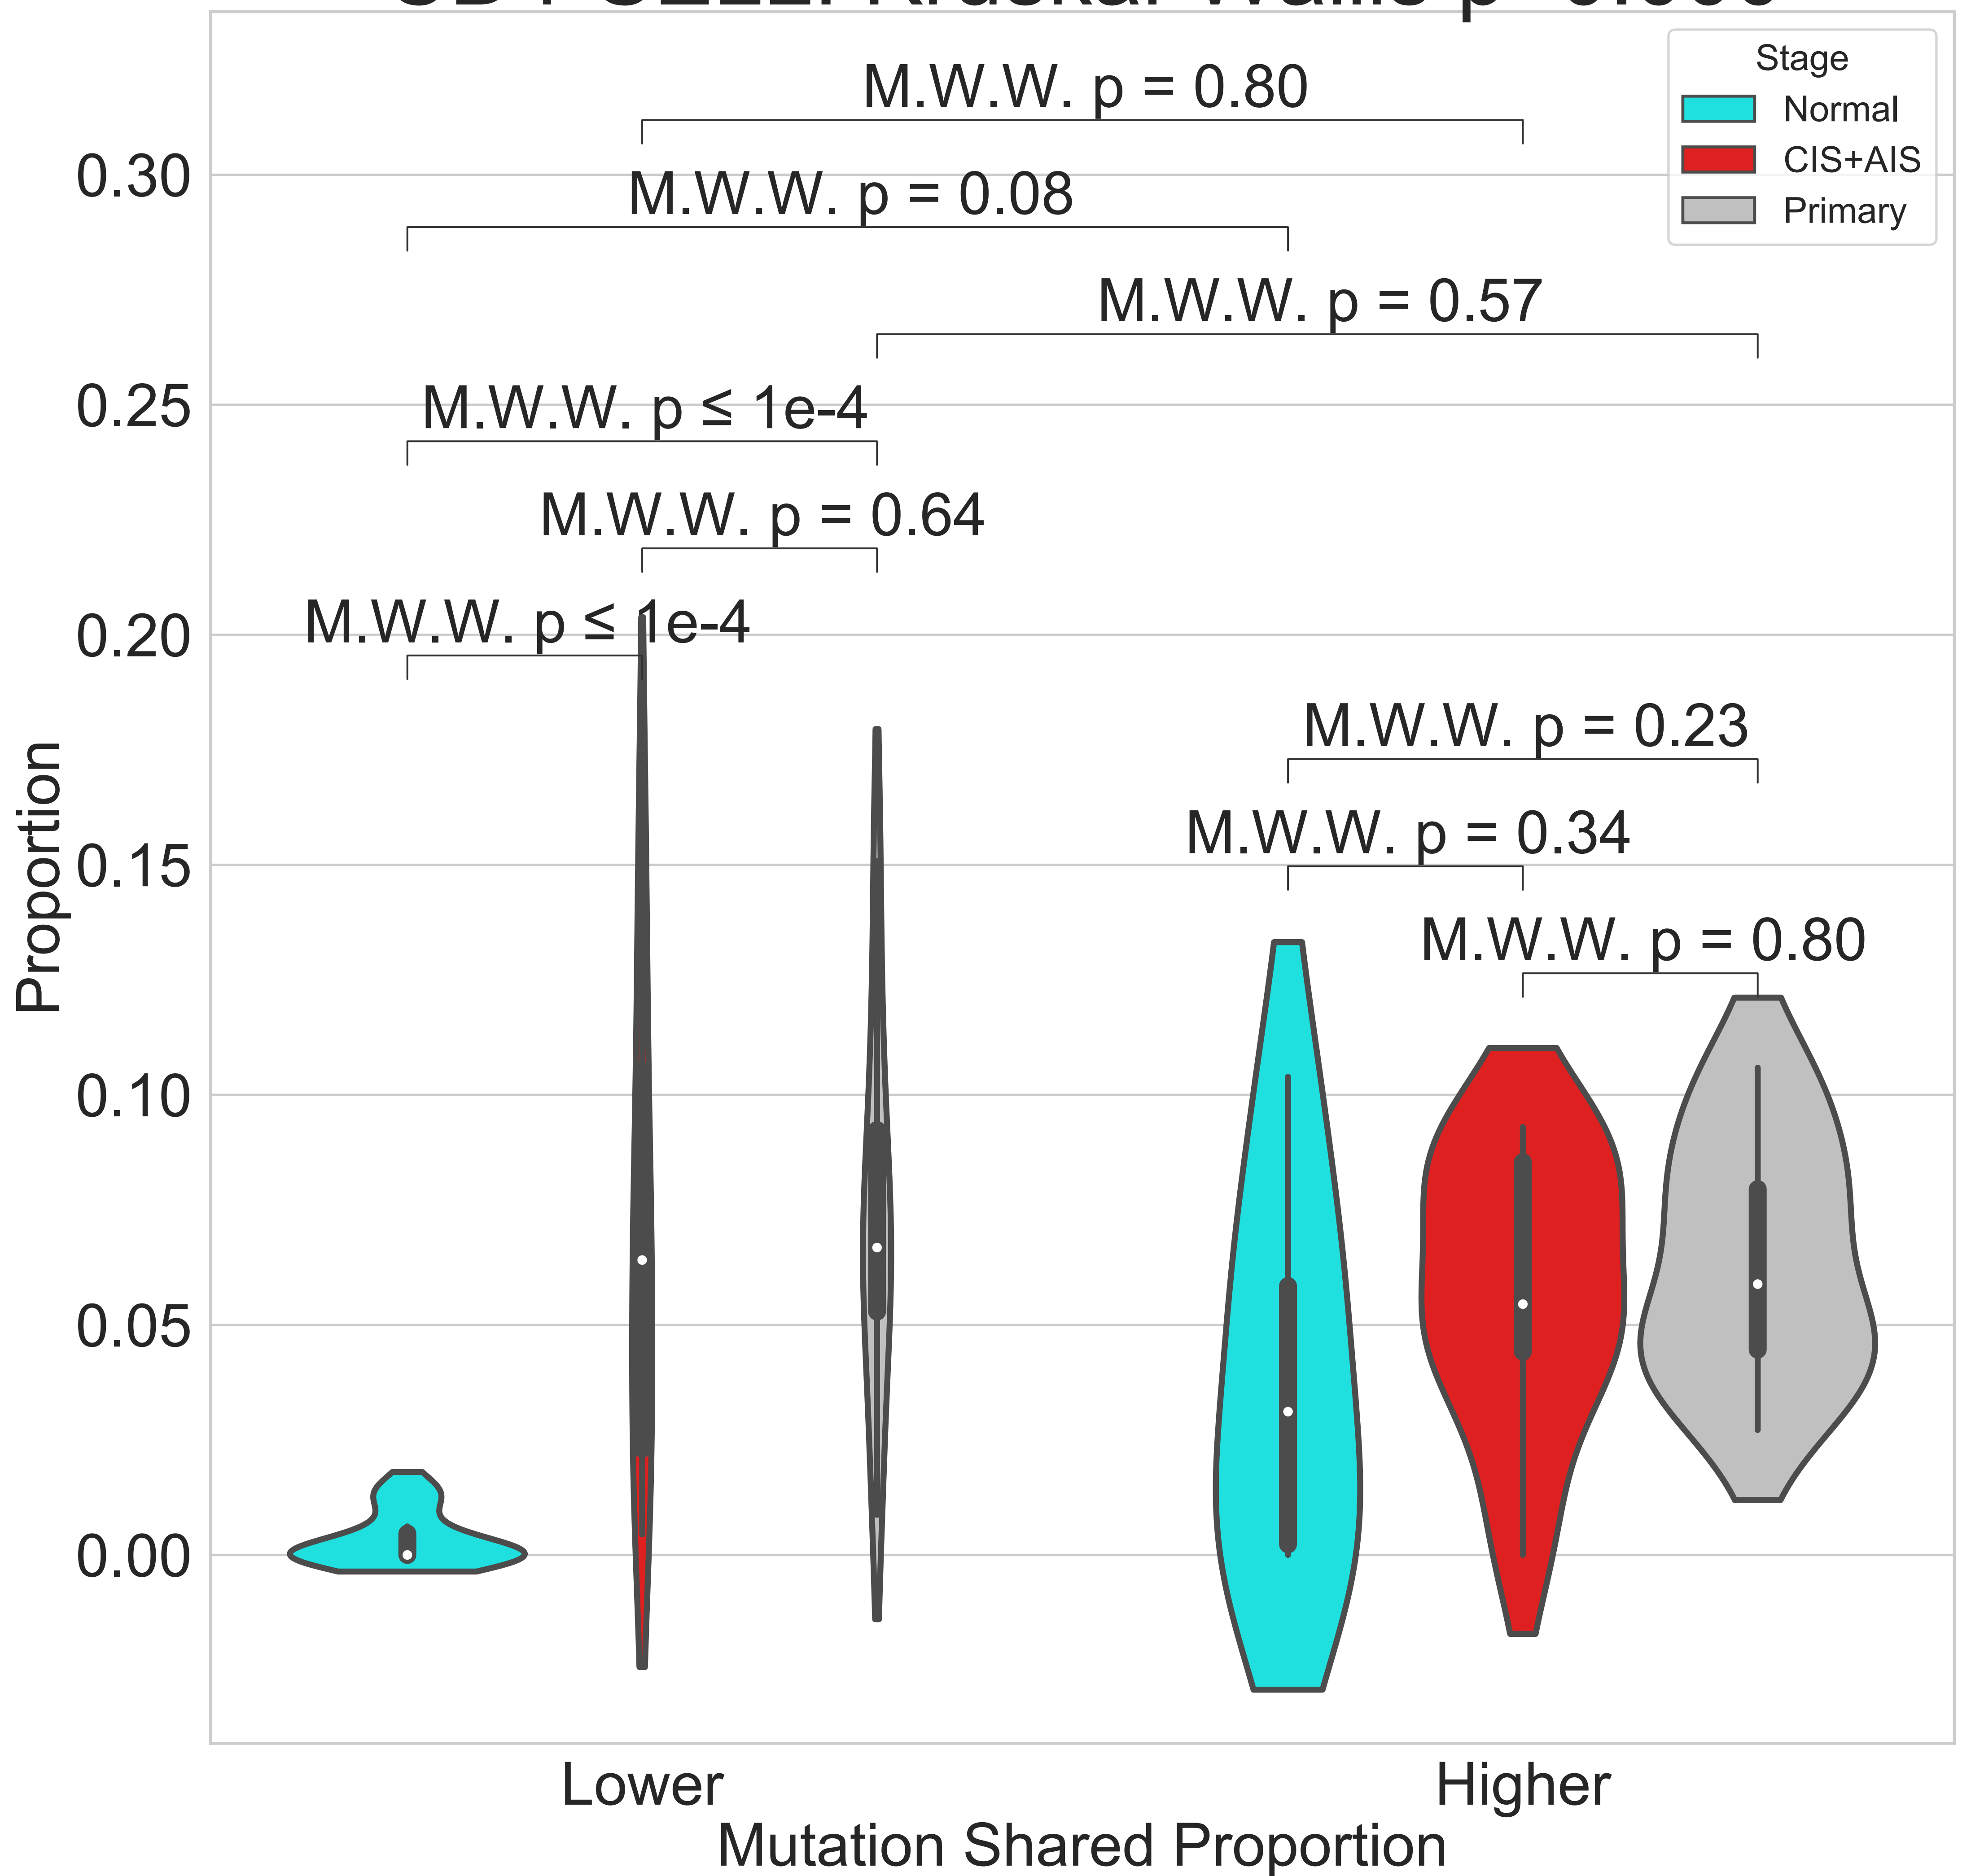 Stage
Normal
CIS+AIS
Primary
M.W.W. p = 0.80
M.W.W. p = 0.08
M.W.W. p = 0.57
M.W.W. p ≤ 1e-4
M.W.W. p = 0.64
M.W.W. p ≤ 1e-4
M.W.W. p = 0.23
M.W.W. p = 0.34
M.W.W. p = 0.80
0.30
0.25
0.20
0.15
0.10
0.05
0.00
Proportion
Lower
Higher
Mutation Shared Proportion